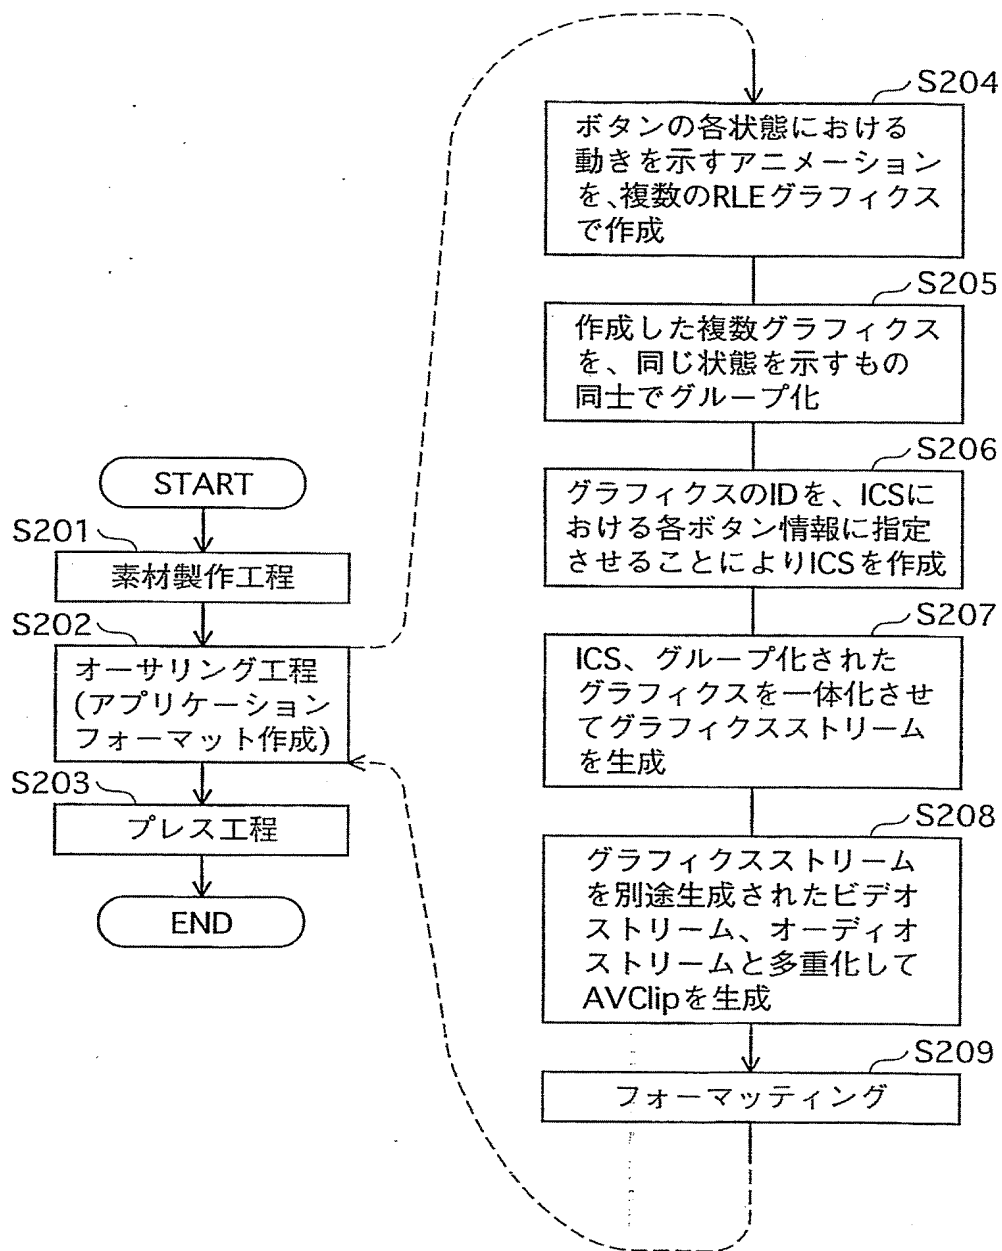 START
S201
素材製作工程
S202
オーサリング工程
(アプリケーション
フォーマット作成)
S203
プレス工程
END
S204
ボタンの各状態における
動きを示すアニメーション
を、複数のRLEグラフィクス
で作成
S205
作成した複数グラフィクス
を、同じ状態を示すもの
同士でグループ化
S206
グラフィクスのIDを、ICSに
おける各ボタン情報に指定
させることによりICSを作成
S207
ICS、グループ化された
グラフィクスを一体化させ
てグラフィクスストリーム
を生成
S208
グラフィクスストリーム
を別途生成されたビデオ
ストリーム、オーディオ
ストリームと多重化して
AVClipを生成
S209
フォーマッティング